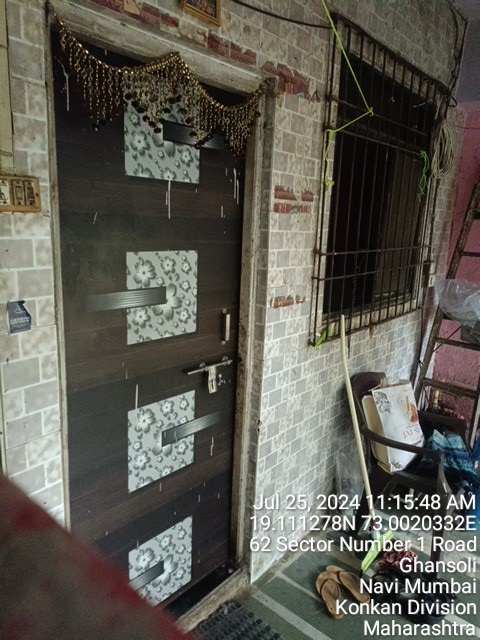 Jul 25, 2024 11:15:48 AM
19.111278N 73.0020332E
62 Sector Number 1 Road
Ghansoli
Navi Mumbai
Konkan Division
Maharashtra